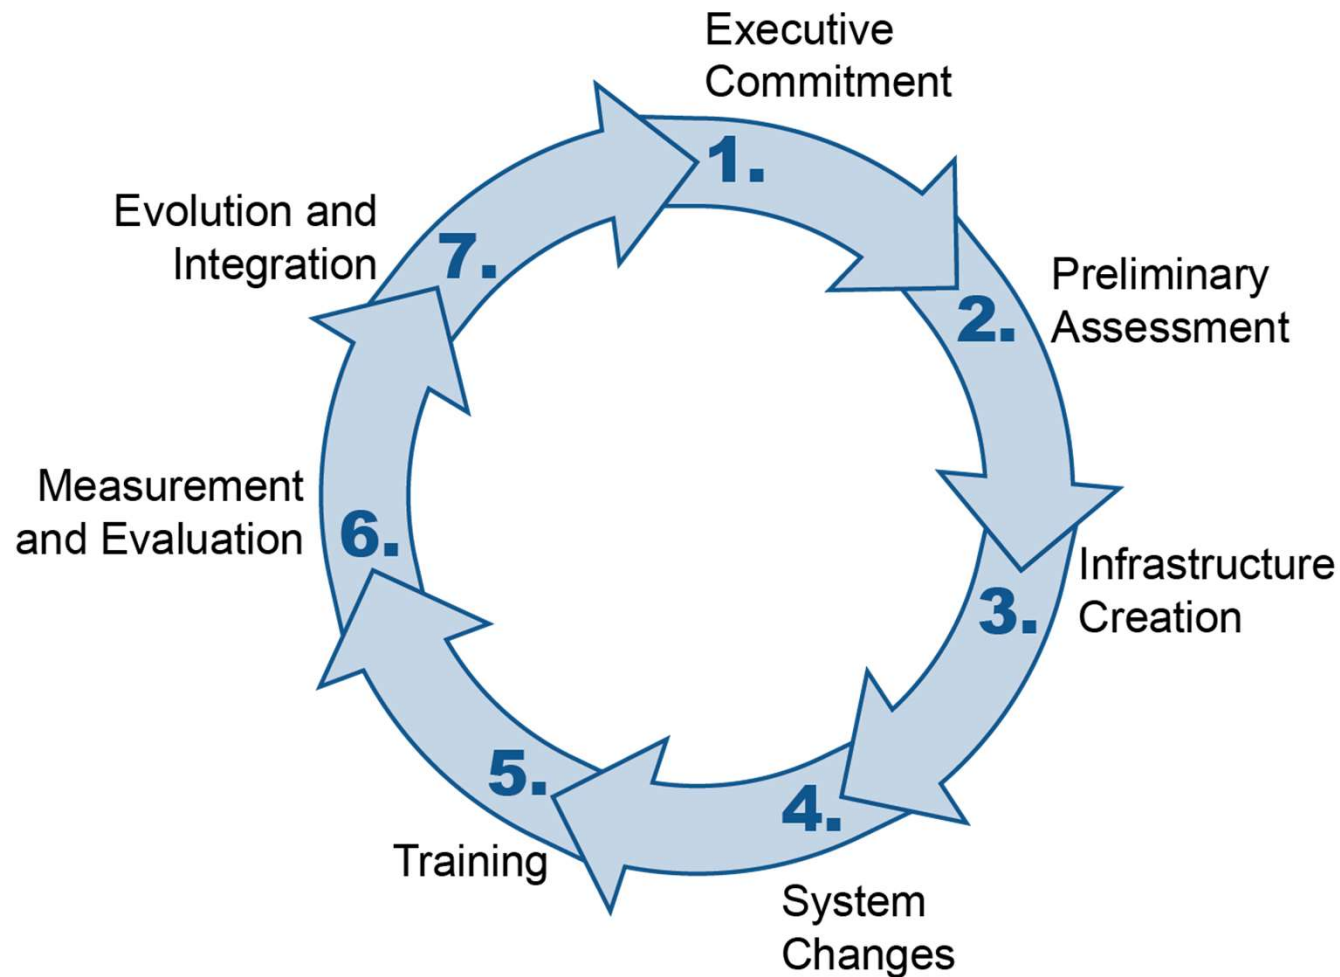 Executive
Commitment
1.
Preliminary
Assessment
2.
Infrastructure
Creation
3.
System
Changes
4.
Training
5.
Measurement
and Evaluation
6.
Evolution and
Integration
7.